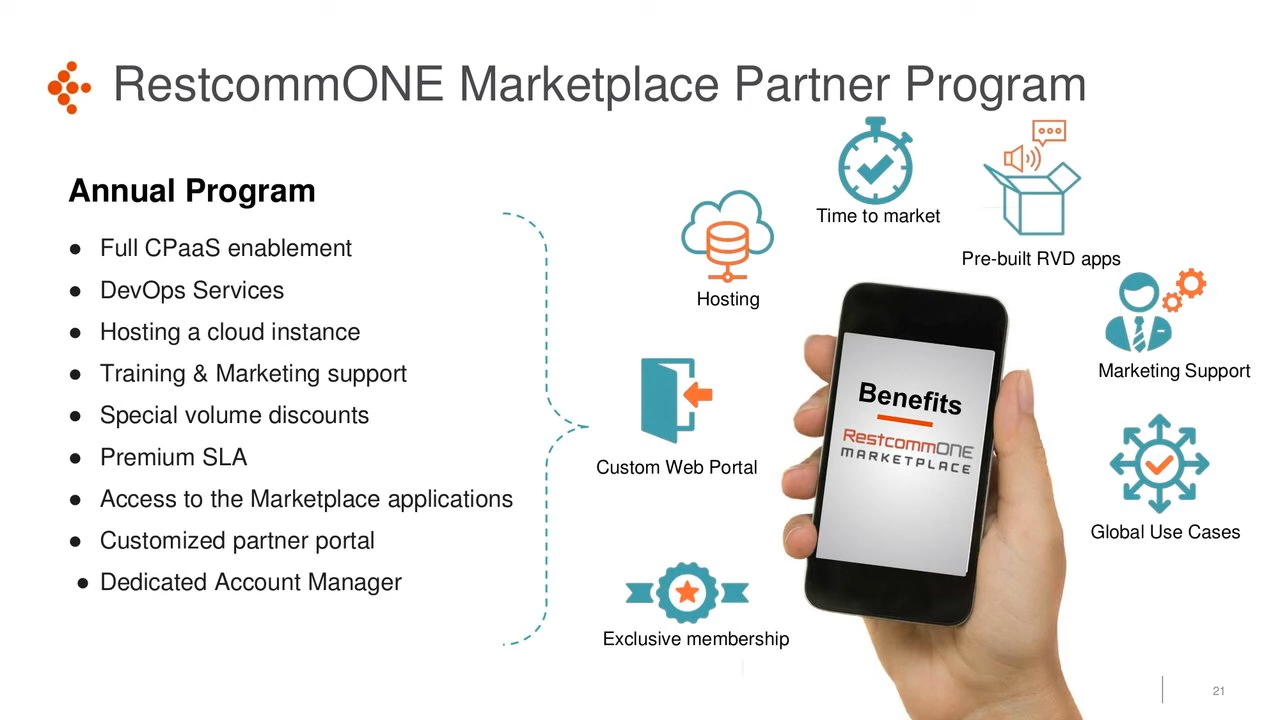 RestcommONE Marketplace Partner Program
Annual Program
● Full CPaaS enablement
● DevOps Services
● Hosting a cloud instance
● Training & Marketing support
● Special volume discounts
● Premium SLA
● Access to the Marketplace applications
● Customized partner portal
● Dedicated Account Manager
Time to market
Pre-built RVD apps
Hosting
Marketing Support
Custom Web Portal
Global Use Cases
Exclusive membership
Benefits
RestcommONE
MARKETPLACE
21